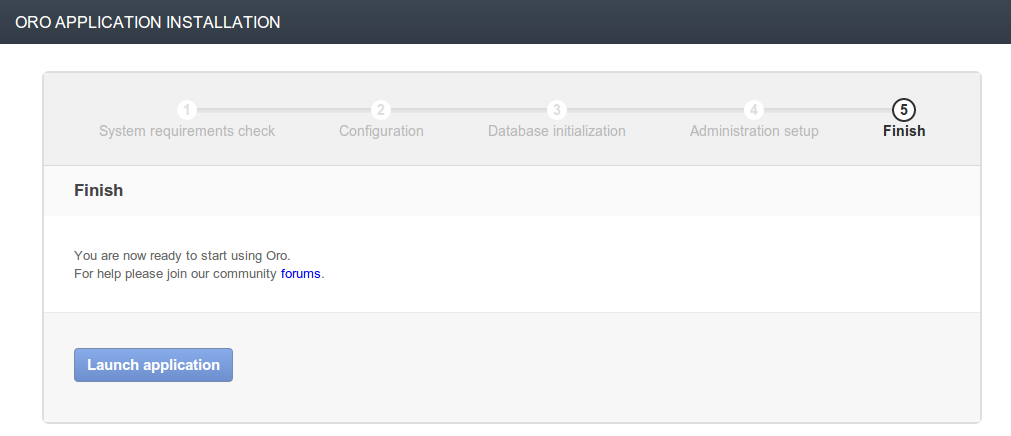 ORO APPLICATION INSTALLATION
1 2 3 4 5
System requirements check Configuration Database initialization Administration setup Finish
Finish
You are now ready to start using Oro.
For help please join our community forums.
Launch application